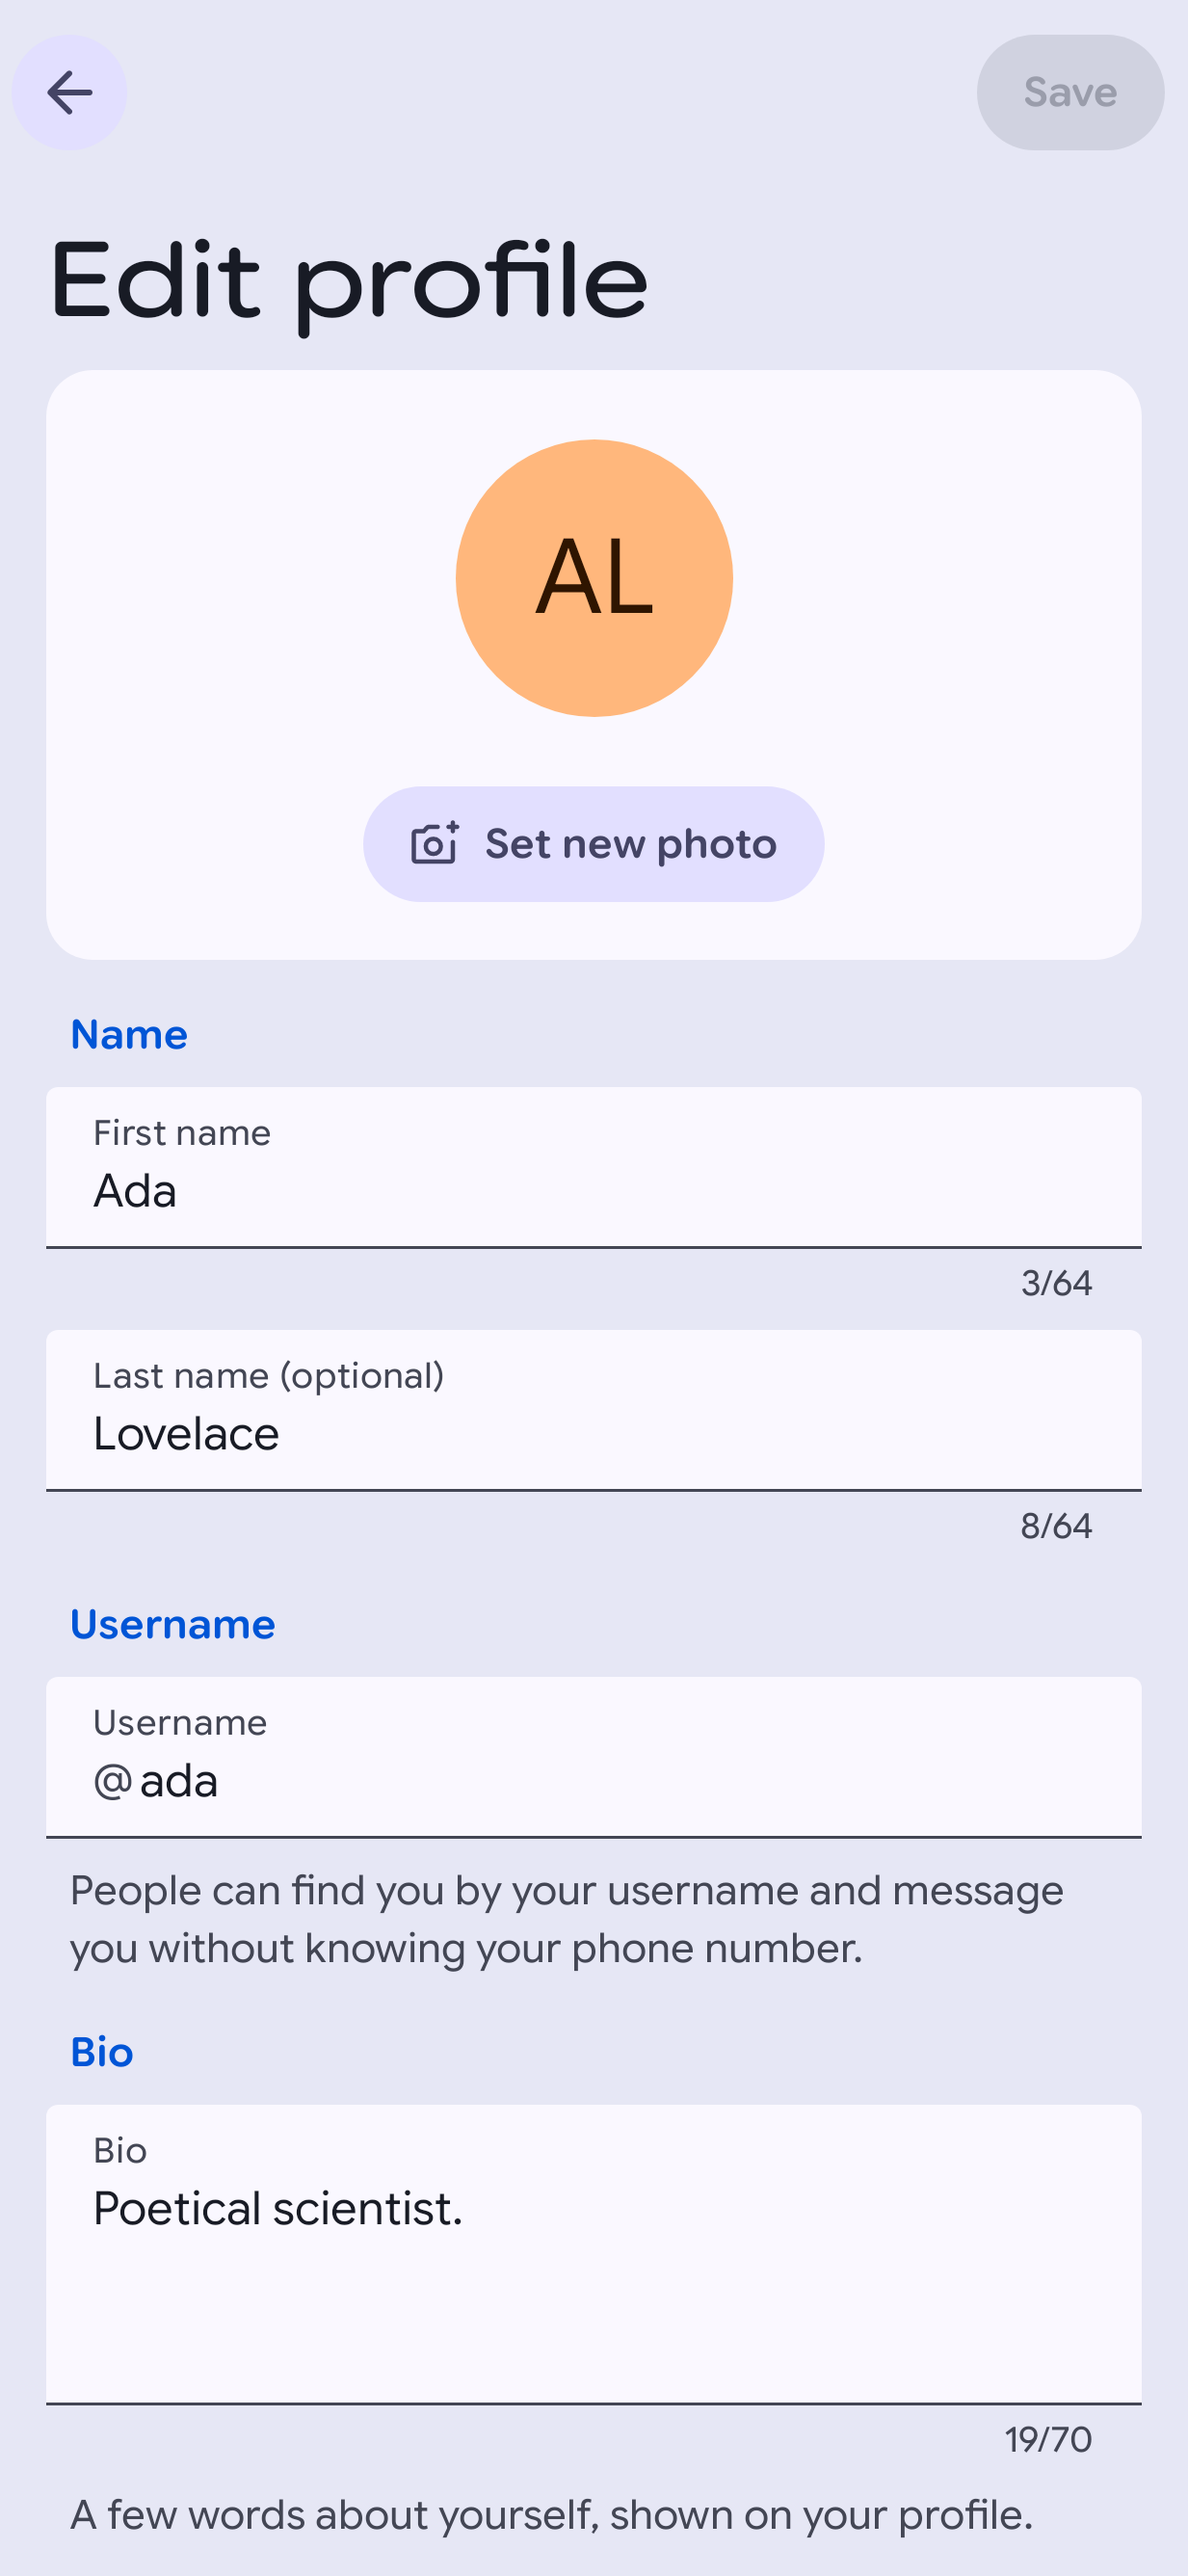 Save
Edit profile
AL
Set new photo
Name
First name
Ada
3/64
Last name (optional)
Lovelace
8/64
Username
Username
@ada
People can find you by your username and message
you without knowing your phone number.
Bio
Bio
Poetical scientist.
19/70
A few words about yourself, shown on your profile.